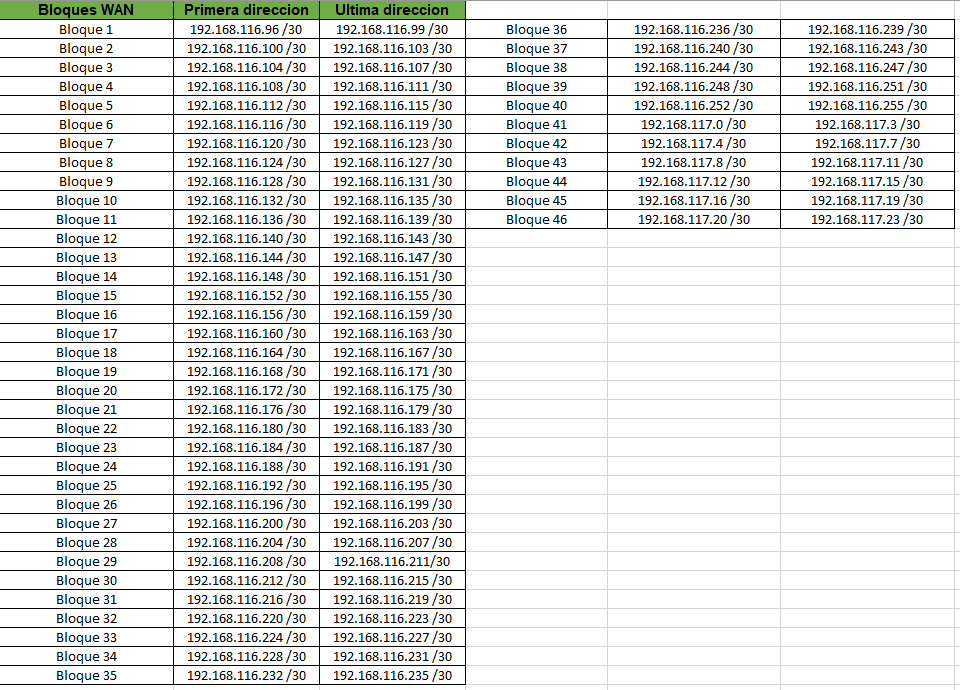 Bloques WAN Primera direccion Ultima direccion
Bloque 1 192.168.116.96 /30 192.168.116.99 /30 Bloque 36 192.168.116.236 /30 192.168.116.239 /30
Bloque 2 192.168.116.100 /30 192.168.116.103 /30 Bloque 37 192.168.116.240 /30 192.168.116.243 /30
Bloque 3 192.168.116.104 /30 192.168.116.107 /30 Bloque 38 192.168.116.244 /30 192.168.116.247 /30
Bloque 4 192.168.116.108 /30 192.168.116.111 /30 Bloque 39 192.168.116.248 /30 192.168.116.251 /30
Bloque 5 192.168.116.112 /30 192.168.116.115 /30 Bloque 40 192.168.116.252 /30 192.168.116.255 /30
Bloque 6 192.168.116.116 /30 192.168.116.119 /30 Bloque 41 192.168.117.0 /30 192.168.117.3 /30
Bloque 7 192.168.116.120 /30 192.168.116.123 /30 Bloque 42 192.168.117.4 /30 192.168.117.7 /30
Bloque 8 192.168.116.124 /30 192.168.116.127 /30 Bloque 43 192.168.117.8 /30 192.168.117.11 /30
Bloque 9 192.168.116.128 /30 192.168.116.131 /30 Bloque 44 192.168.117.12 /30 192.168.117.15 /30
Bloque 10 192.168.116.132 /30 192.168.116.135 /30 Bloque 45 192.168.117.16 /30 192.168.117.19 /30
Bloque 11 192.168.116.136 /30 192.168.116.139 /30 Bloque 46 192.168.117.20 /30 192.168.117.23 /30
Bloque 12 192.168.116.140 /30 192.168.116.143 /30
Bloque 13 192.168.116.144 /30 192.168.116.147 /30
Bloque 14 192.168.116.148 /30 192.168.116.151 /30
Bloque 15 192.168.116.152 /30 192.168.116.155 /30
Bloque 16 192.168.116.156 /30 192.168.116.159 /30
Bloque 17 192.168.116.160 /30 192.168.116.163 /30
Bloque 18 192.168.116.164 /30 192.168.116.167 /30
Bloque 19 192.168.116.168 /30 192.168.116.171 /30
Bloque 20 192.168.116.172 /30 192.168.116.175 /30
Bloque 21 192.168.116.176 /30 192.168.116.179 /30
Bloque 22 192.168.116.180 /30 192.168.116.183 /30
Bloque 23 192.168.116.184 /30 192.168.116.187 /30
Bloque 24 192.168.116.188 /30 192.168.116.191 /30
Bloque 25 192.168.116.192 /30 192.168.116.195 /30
Bloque 26 192.168.116.196 /30 192.168.116.199 /30
Bloque 27 192.168.116.200 /30 192.168.116.203 /30
Bloque 28 192.168.116.204 /30 192.168.116.207 /30
Bloque 29 192.168.116.208 /30 192.168.116.211/30
Bloque 30 192.168.116.212 /30 192.168.116.215 /30
Bloque 31 192.168.116.216 /30 192.168.116.219 /30
Bloque 32 192.168.116.220 /30 192.168.116.223 /30
Bloque 33 192.168.116.224 /30 192.168.116.227 /30
Bloque 34 192.168.116.228 /30 192.168.116.231 /30
Bloque 35 192.168.116.232 /30 192.168.116.235 /30